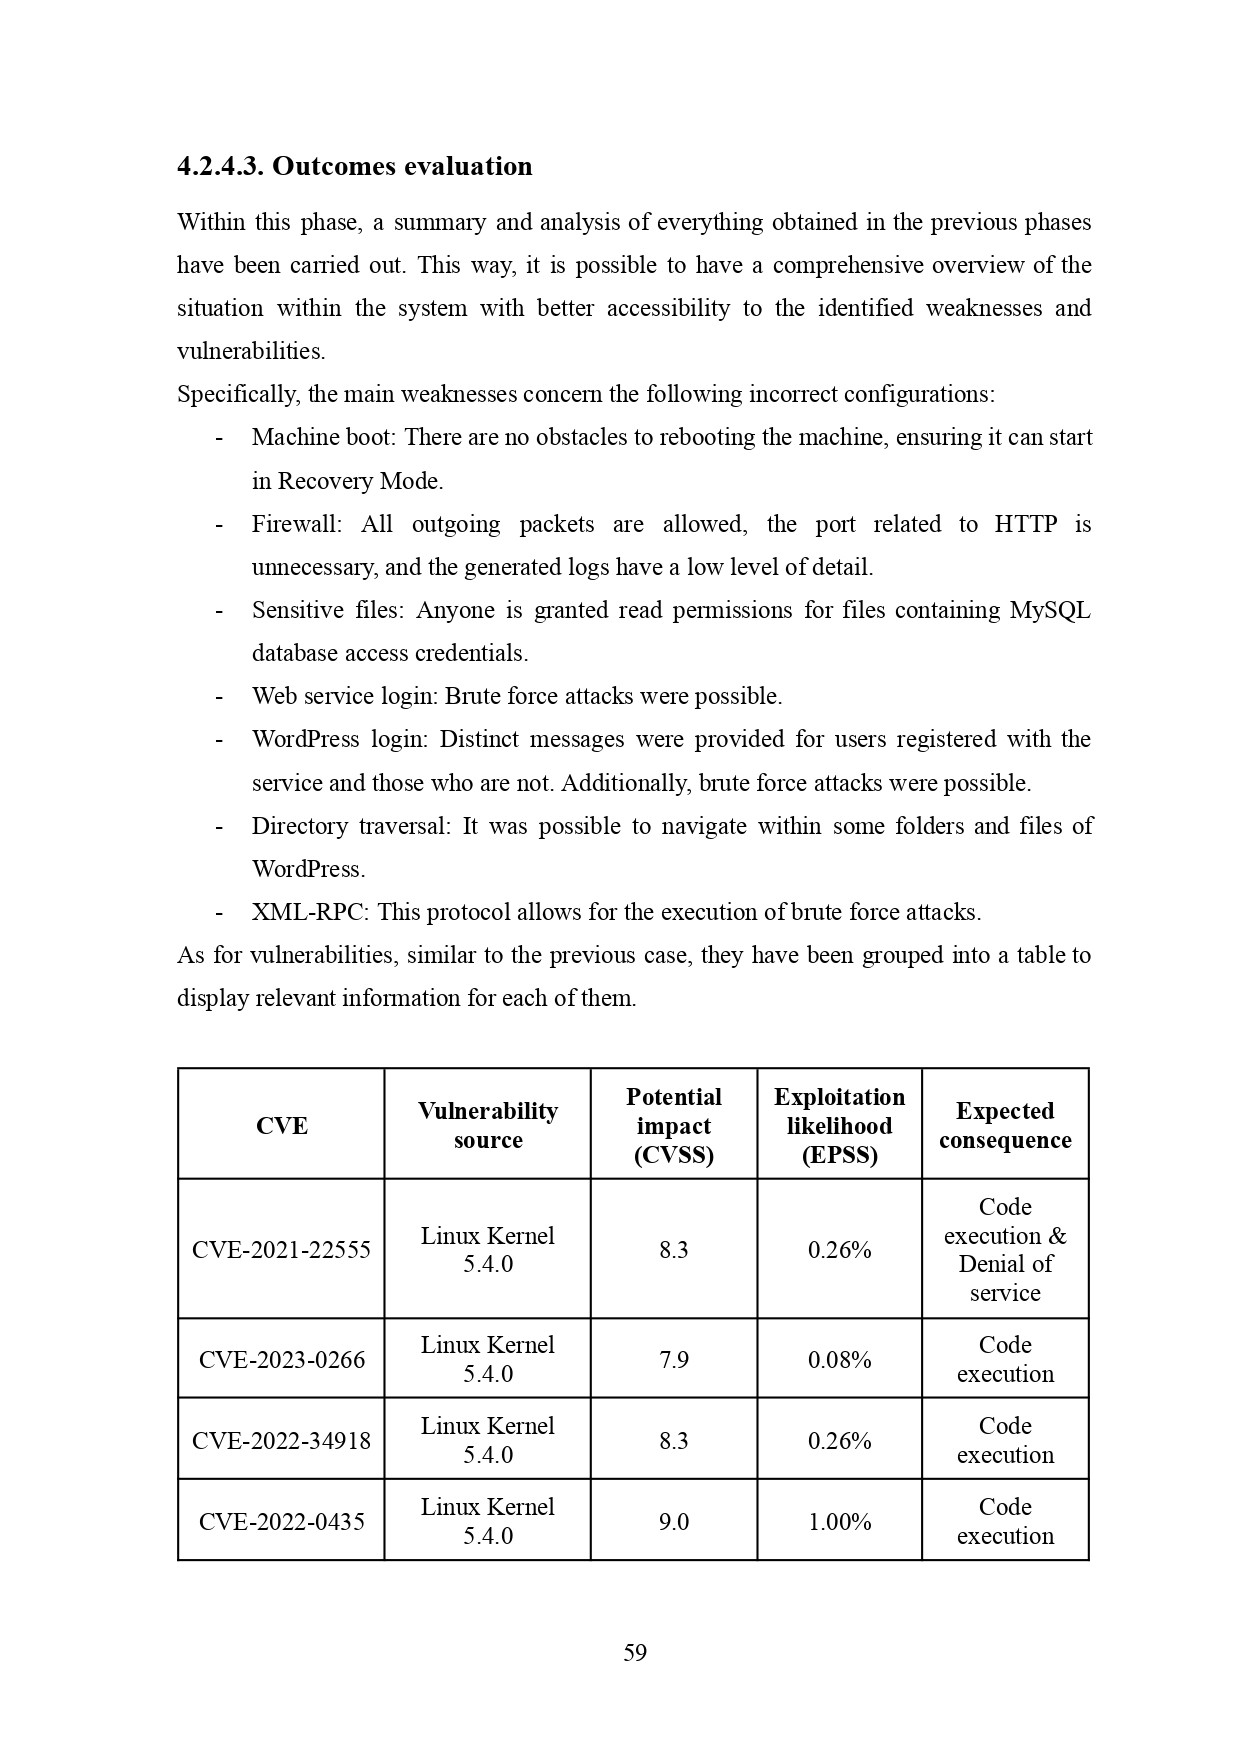 4.2.4.3. Outcomes evaluation
Within this phase, a summary and analysis of everything obtained in the previous phases
have been carried out. This way, it is possible to have a comprehensive overview of the
situation within the system with better accessibility to the identified weaknesses and
vulnerabilities.
Specifically, the main weaknesses concern the following incorrect configurations:
- Machine boot: There are no obstacles to rebooting the machine, ensuring it can start
in Recovery Mode.
- Firewall: All outgoing packets are allowed, the port related to HTTP is
unnecessary, and the generated logs have a low level of detail.
- Sensitive files: Anyone is granted read permissions for files containing MySQL
database access credentials.
- Web service login: Brute force attacks were possible.
- WordPress login: Distinct messages were provided for users registered with the
service and those who are not. Additionally, brute force attacks were possible.
- Directory traversal: It was possible to navigate within some folders and files of
WordPress.
- XML-RPC: This protocol allows for the execution of brute force attacks.
As for vulnerabilities, similar to the previous case, they have been grouped into a table to
display relevant information for each of them.
CVE
Vulnerability
source
Potential
impact
(CVSS)
Exploitation
likelihood
(EPSS)
Expected
consequence
CVE-2021-22555
Linux Kernel
5.4.0
8.3
0.26%
Code
execution &
Denial of
service
CVE-2023-0266
Linux Kernel
5.4.0
7.9
0.08%
Code
execution
CVE-2022-34918
Linux Kernel
5.4.0
8.3
0.26%
Code
execution
CVE-2022-0435
Linux Kernel
5.4.0
9.0
1.00%
Code
execution
59